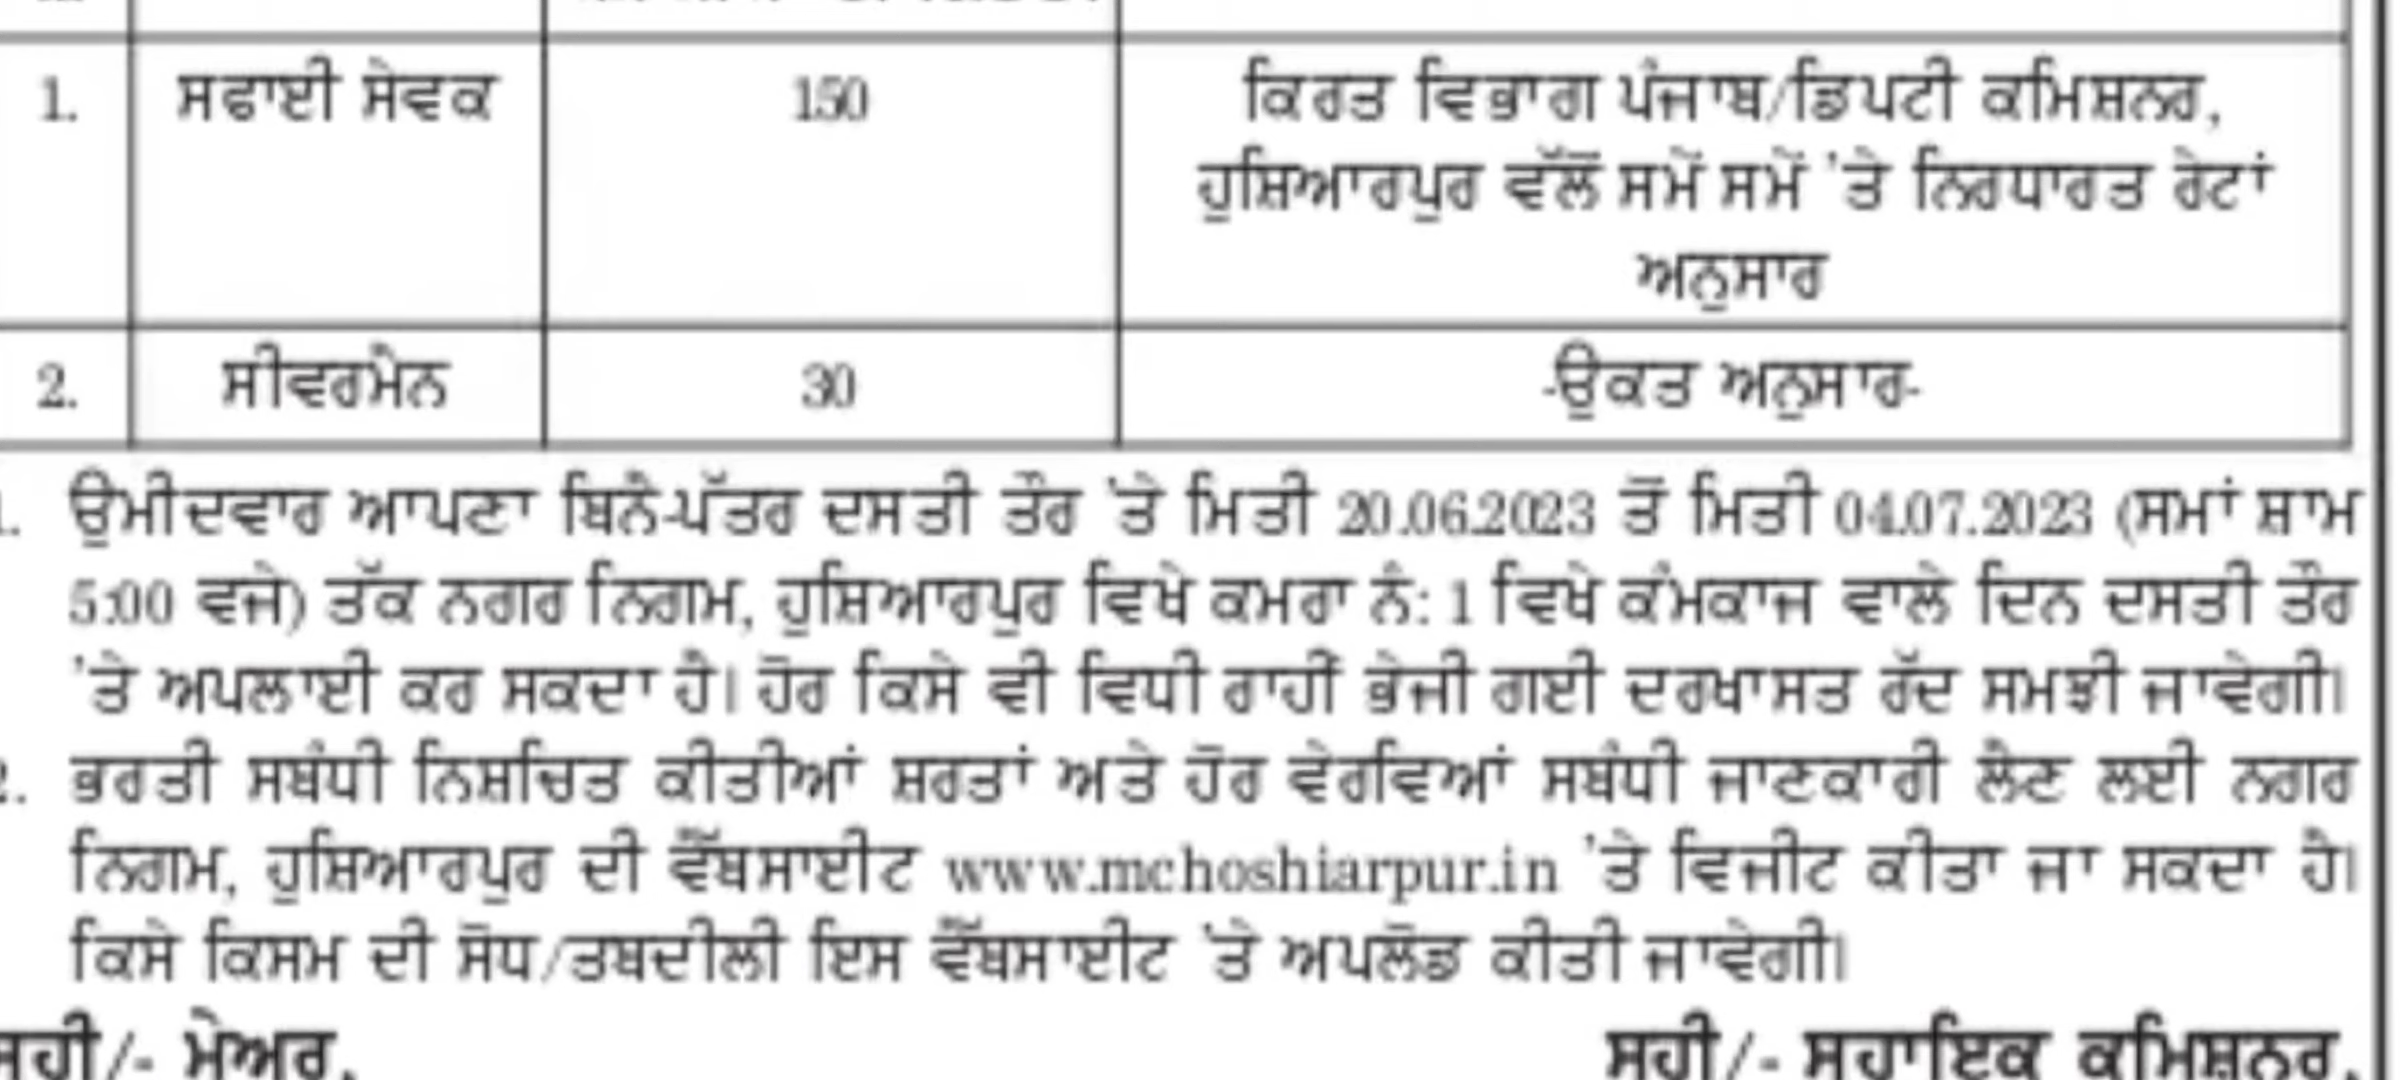 1. ਸਫਾਈ ਸੇਵਕ 150 ਕਿਰਤ ਵਿਭਾਗ ਪੰਜਾਬ/ਡਿਪਟੀ ਕਮਿਸ਼ਨਰ,
ਹੁਸ਼ਿਆਰਪੁਰ ਵੱਲੋਂ ਸਮੇਂ ਸਮੇਂ 'ਤੇ ਨਿਰਧਾਰਤ ਰੇਟਾਂ
ਅਨੁਸਾਰ
2. ਸੀਵਰਮੈਨ 30 -ਉਕਤ ਅਨੁਸਾਰ-
1. ਉਮੀਦਵਾਰ ਆਪਣਾ ਬਿਨੈ-ਪੱਤਰ ਦਸਤੀ ਤੌਰ 'ਤੇ ਮਿਤੀ 20.06.2023 ਤੋਂ ਮਿਤੀ 04.07.2023 (ਸਮਾਂ ਸ਼ਾਮ
5:00 ਵਜੇ) ਤੱਕ ਨਗਰ ਨਿਗਮ, ਹੁਸ਼ਿਆਰਪੁਰ ਵਿਖੇ ਕਮਰਾ ਨੰ: 1 ਵਿਖੇ ਕੰਮਕਾਜ ਵਾਲੇ ਦਿਨ ਦਸਤੀ ਤੌਰ
'ਤੇ ਅਪਲਾਈ ਕਰ ਸਕਦਾ ਹੈ। ਹੋਰ ਕਿਸੇ ਵੀ ਵਿਧੀ ਰਾਹੀਂ ਭੇਜੀ ਗਈ ਦਰਖਾਸਤ ਰੱਦ ਸਮਝੀ ਜਾਵੇਗੀ।
2. ਭਰਤੀ ਸਬੰਧੀ ਨਿਸ਼ਚਿਤ ਕੀਤੀਆਂ ਸ਼ਰਤਾਂ ਅਤੇ ਹੋਰ ਵੇਰਵਿਆਂ ਸਬੰਧੀ ਜਾਣਕਾਰੀ ਲੈਣ ਲਈ ਨਗਰ
ਨਿਗਮ, ਹੁਸ਼ਿਆਰਪੁਰ ਦੀ ਵੈੱਬਸਾਈਟ www.mchoshiarpur.in 'ਤੇ ਵਿਜੀਟ ਕੀਤਾ ਜਾ ਸਕਦਾ ਹੈ।
ਕਿਸੇ ਕਿਸਮ ਦੀ ਸੋਧ/ਤਬਦੀਲੀ ਇਸ ਵੈੱਬਸਾਈਟ 'ਤੇ ਅਪਲੋਡ ਕੀਤੀ ਜਾਵੇਗੀ।
ਸਹੀ/- ਮੇਅਰ, ਸਹੀ/- ਸਹਾਇਕ ਕਮਿਸ਼ਨਰ,